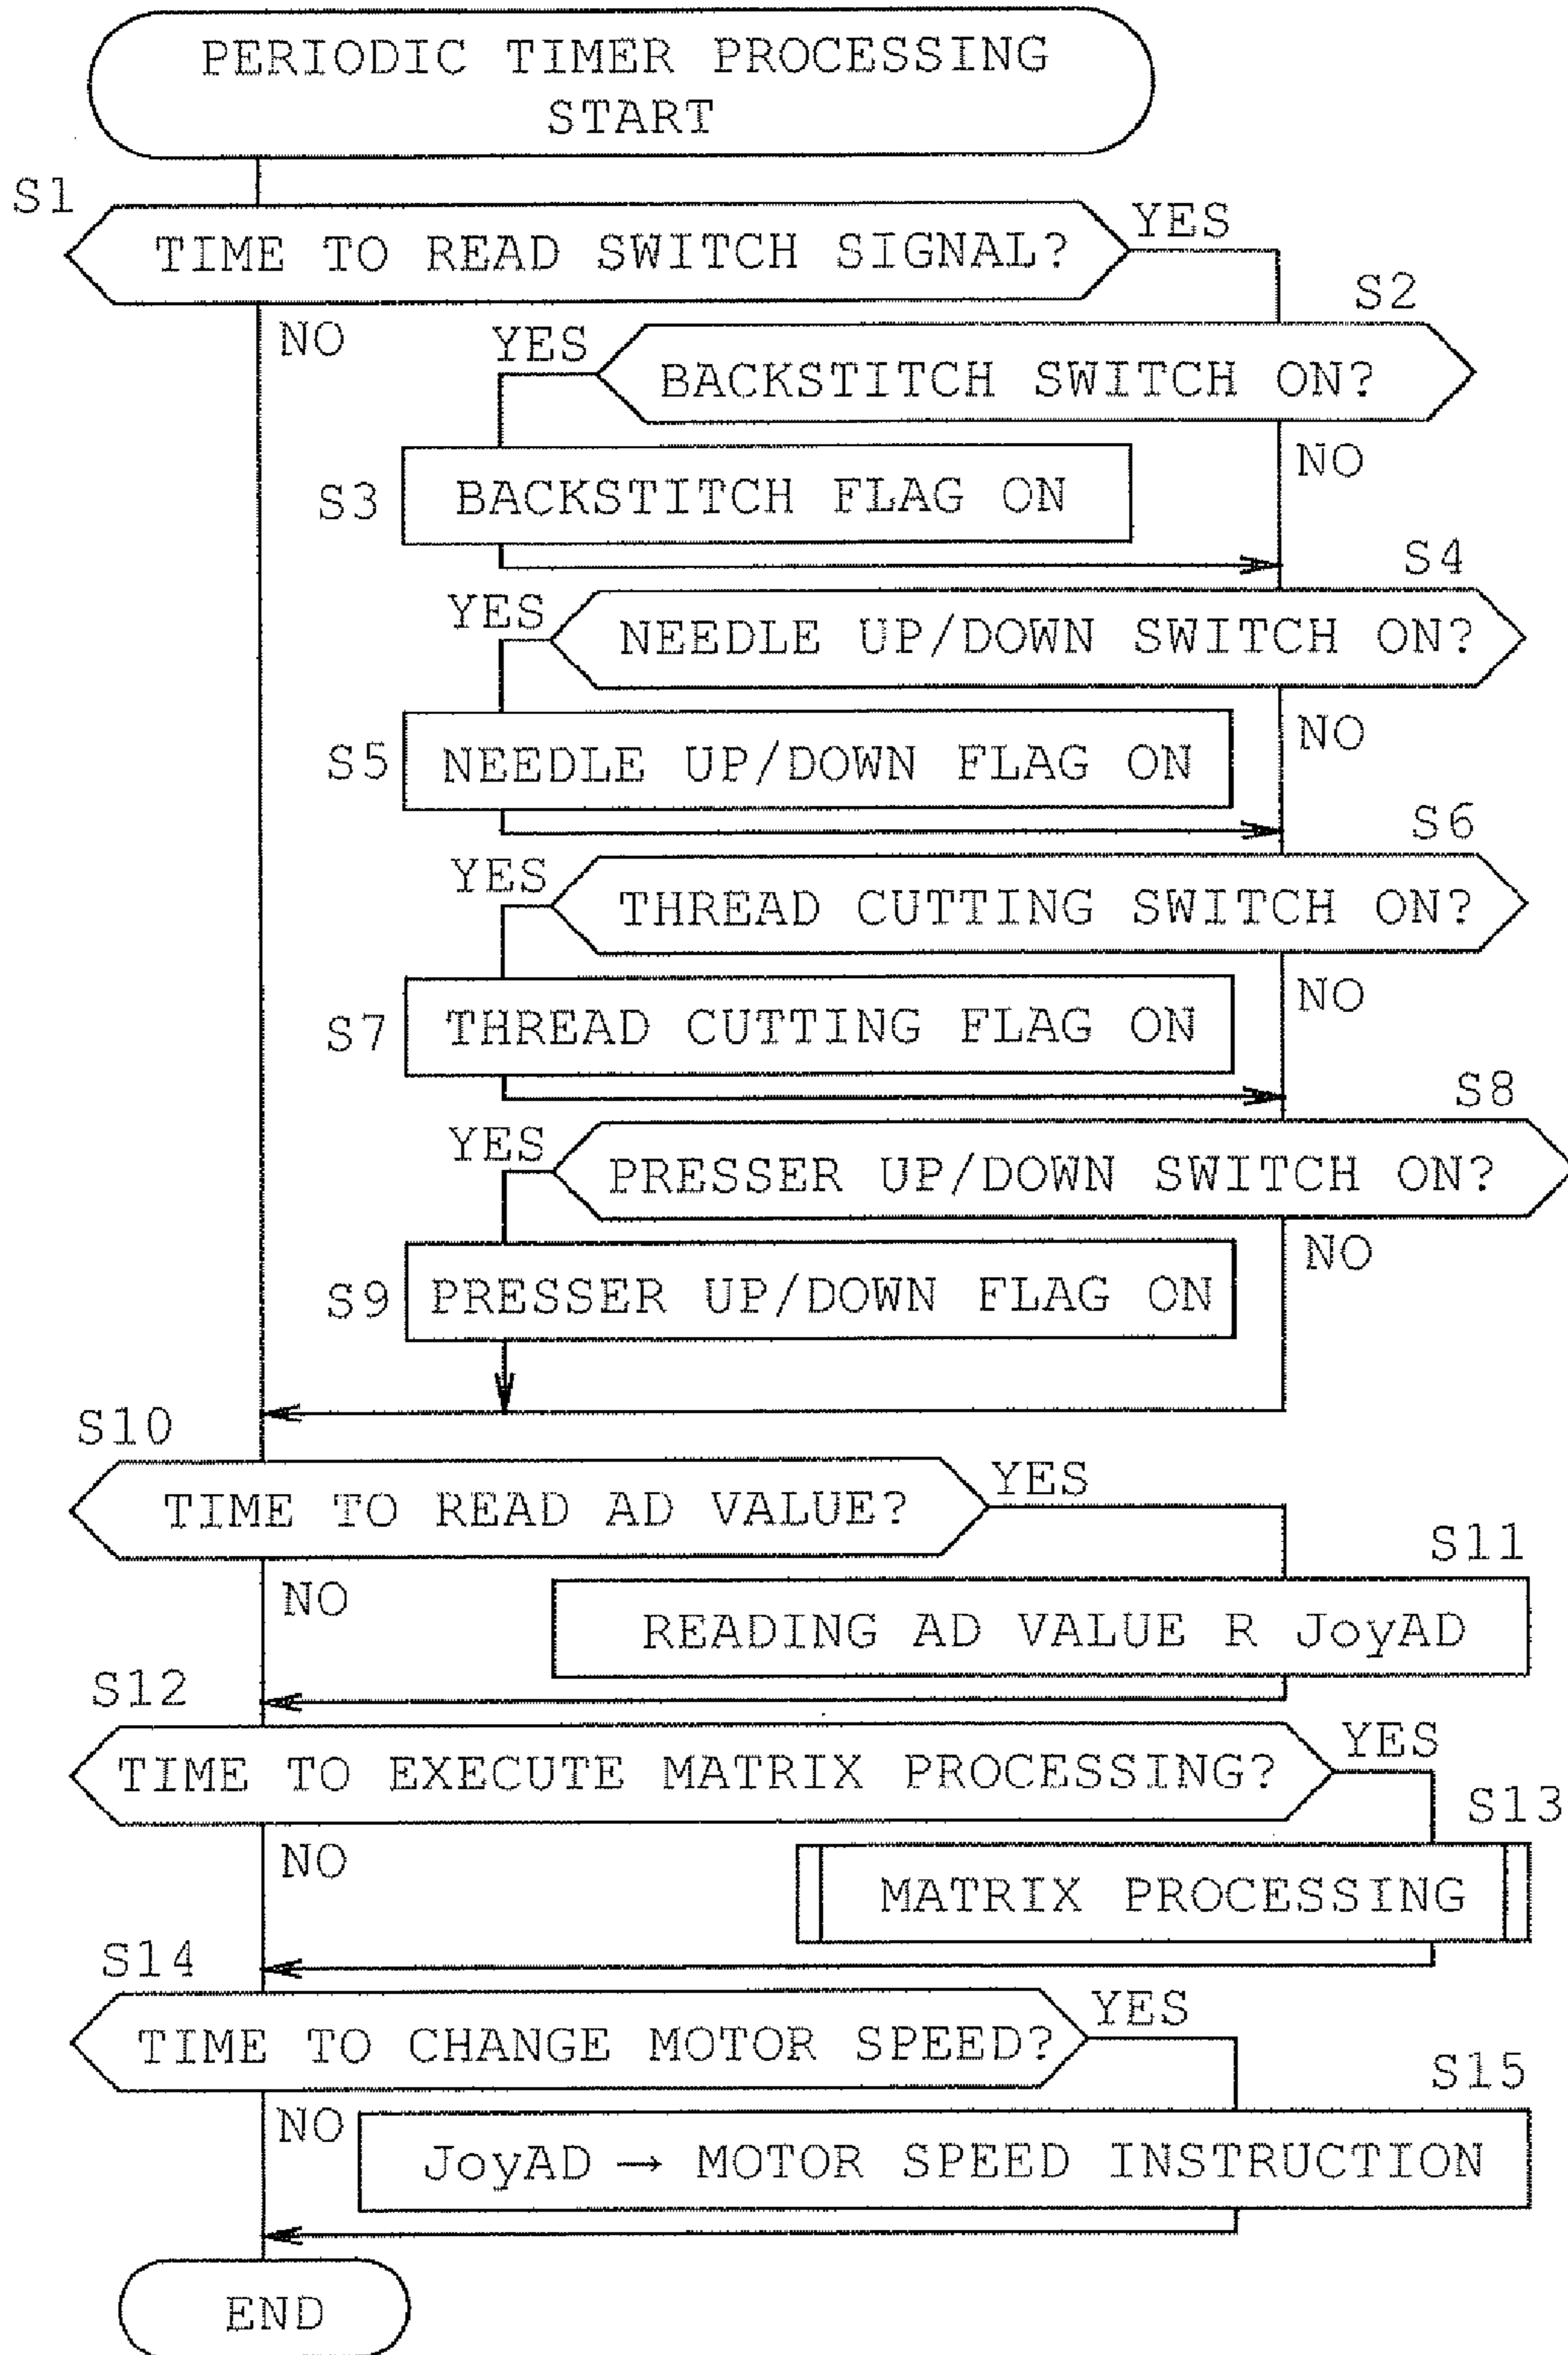 PERIODIC TIMER PROCESSING
START
S1
TIME TO READ SWITCH SIGNAL?
YES
NO
S2
YES
BACKSTITCH SWITCH ON?
NO
S3
BACKSTITCH FLAG ON
S4
YES
NEEDLE UP/DOWN SWITCH ON?
NO
S5
NEEDLE UP/DOWN FLAG ON
S6
YES
THREAD CUTTING SWITCH ON?
NO
S7
THREAD CUTTING FLAG ON
S8
YES
PRESSER UP/DOWN SWITCH ON?
NO
S9
PRESSER UP/DOWN FLAG ON
S10
TIME TO READ AD VALUE?
YES
NO
S11
READING AD VALUE R JoyAD
S12
TIME TO EXECUTE MATRIX PROCESSING?
YES
NO
S13
MATRIX PROCESSING
S14
TIME TO CHANGE MOTOR SPEED?
YES
NO
S15
JoyAD → MOTOR SPEED INSTRUCTION
END